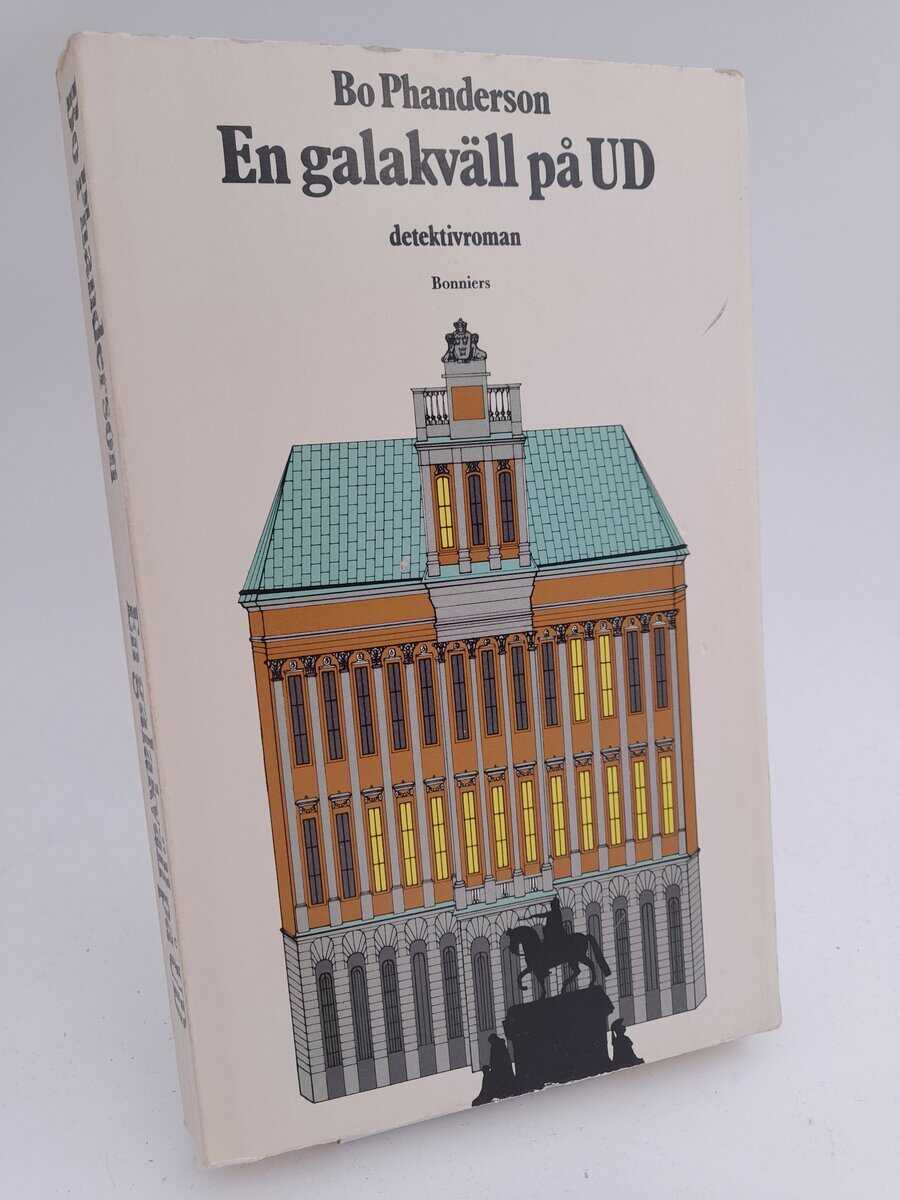 Bo Phanderson
En galakväll på UD
detektivroman
Bonniers
Bo Phanderson
En galakväll på UD